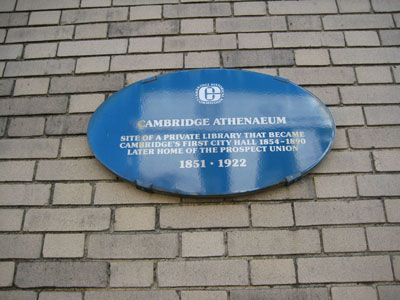 CAMBRIDGE ATHENAEUM
SITE OF A PRIVATE LIBRARY THAT BECAME
CAMBRIDGE'S FIRST CITY HALL 1854-1890
LATER HOME OF THE PROSPECT UNION
1851 · 1922